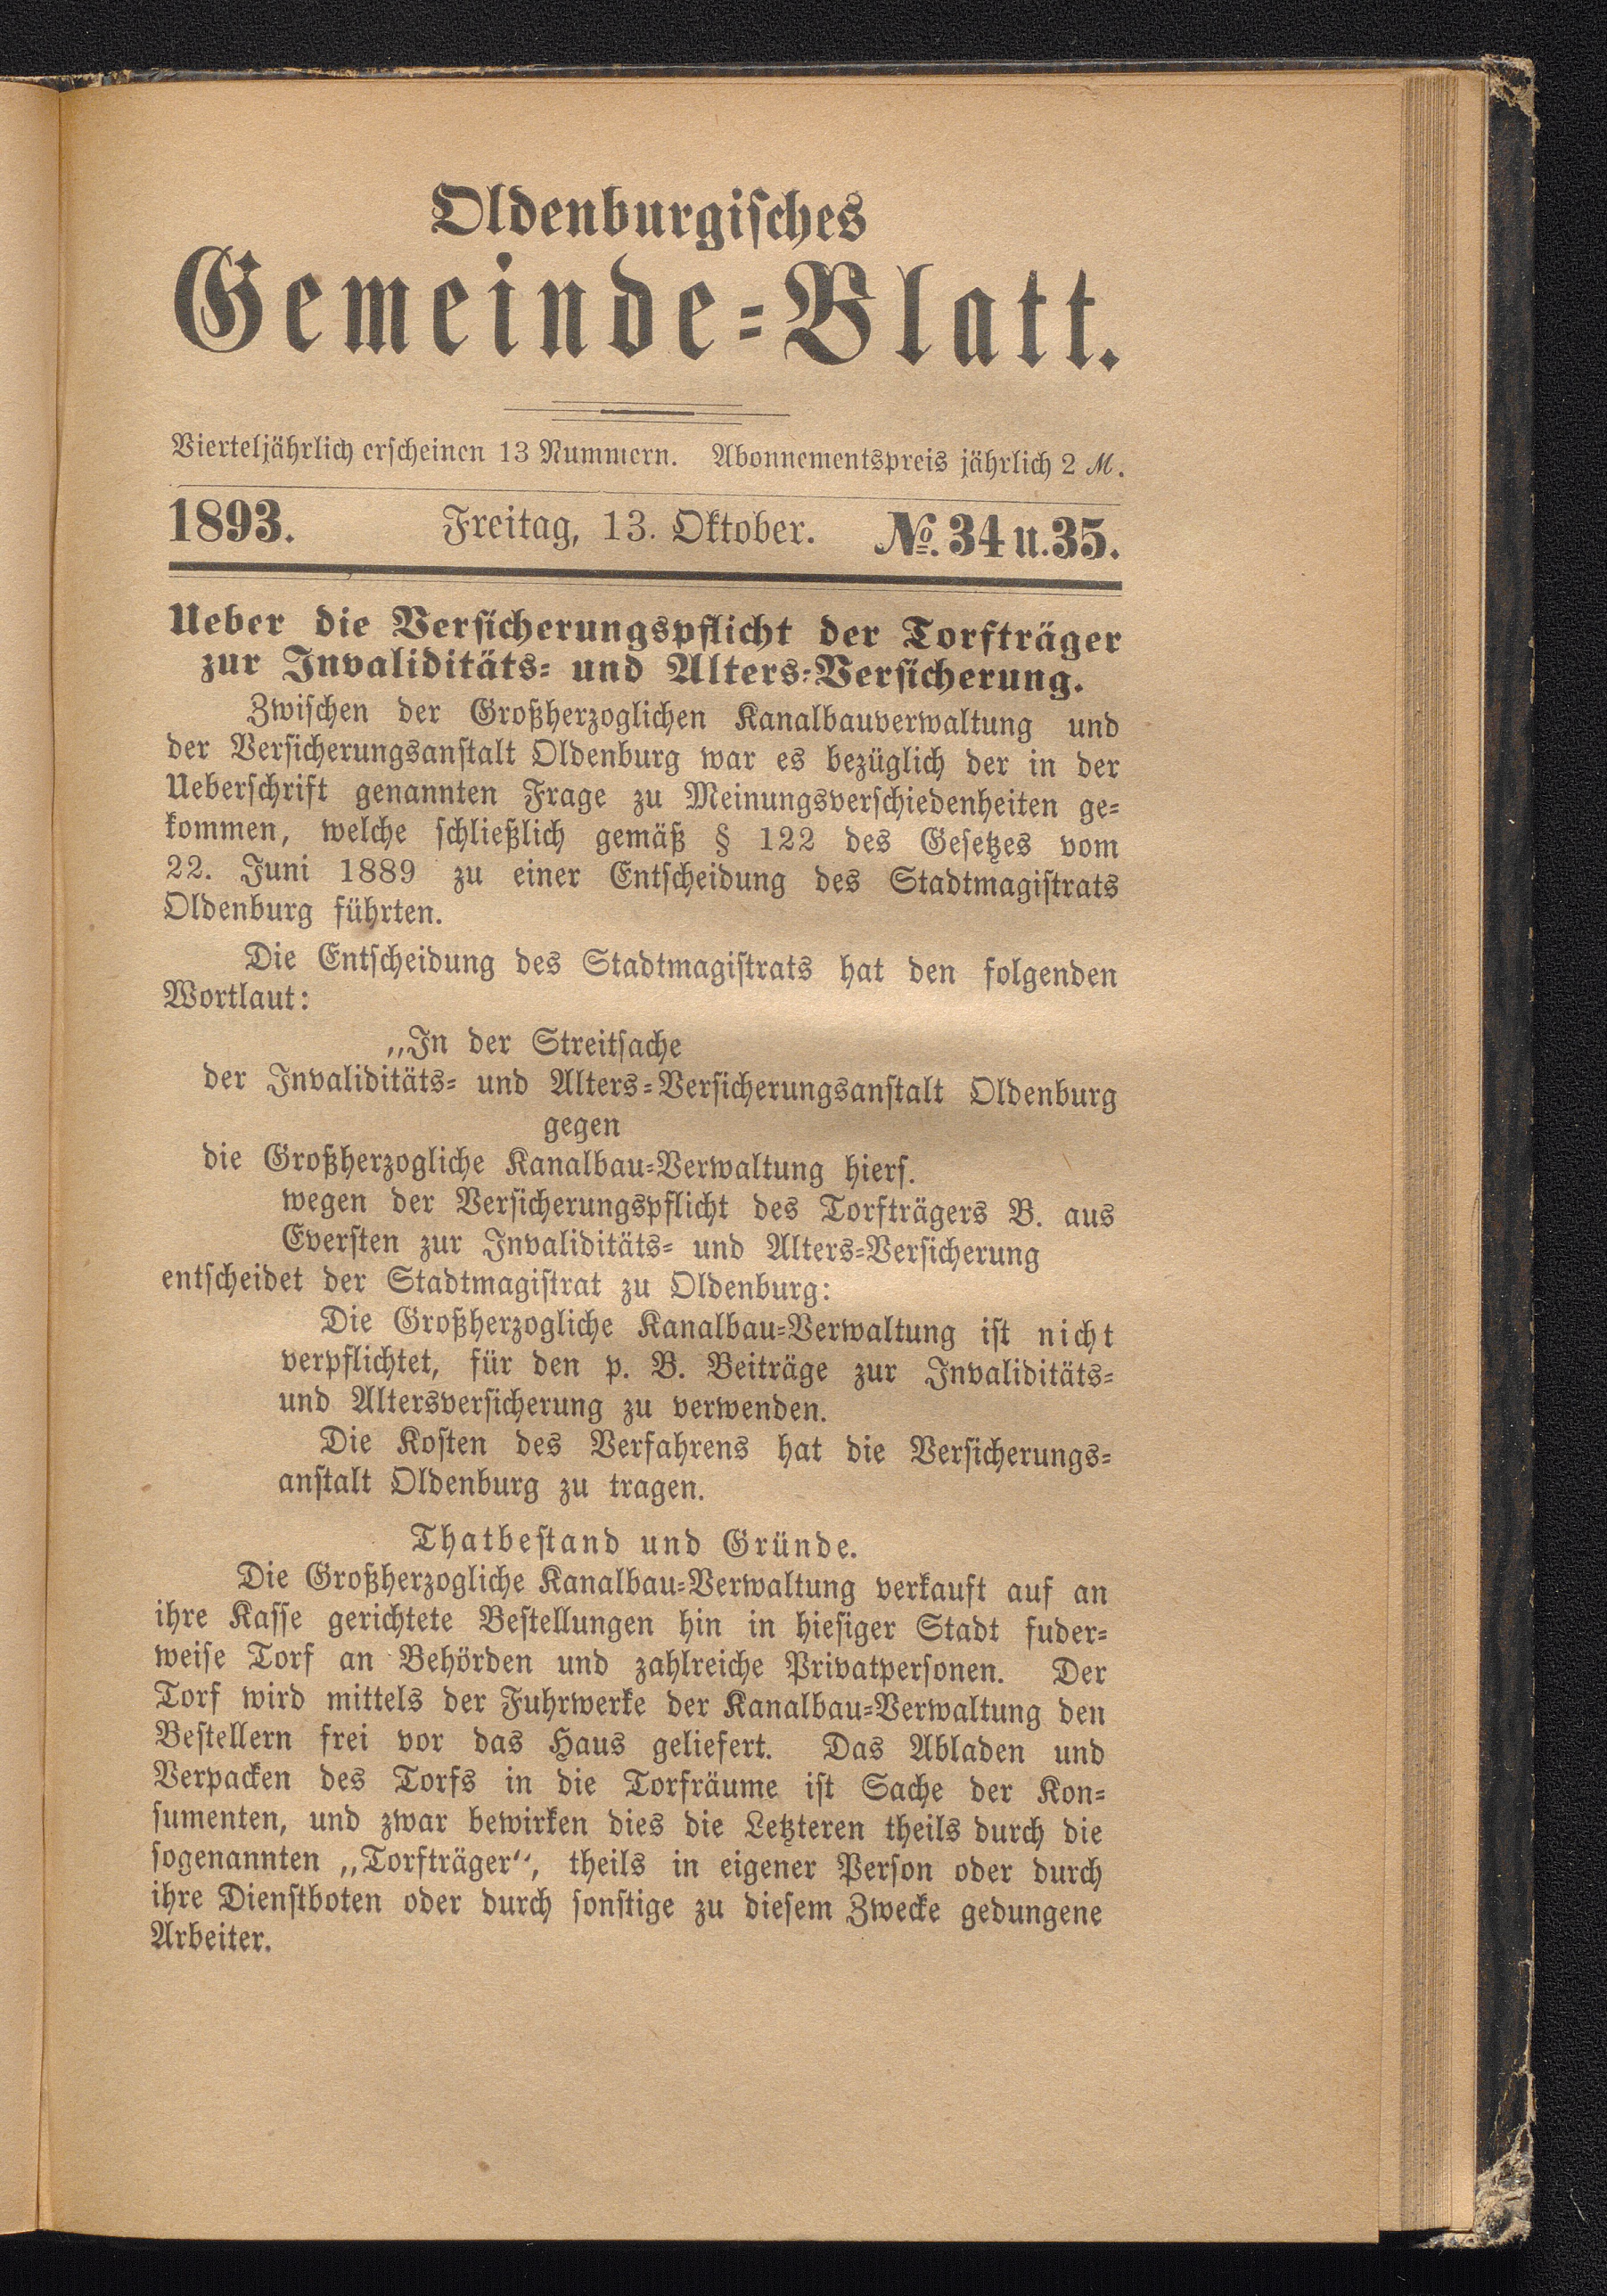 Oldenburgisches
Gemeinde-Blatt.
Vierteljährlich erscheinen 13 Nummern. Abonnementspreis jährlich 2 M.
1893. Freitag, 13. Oktober. No. 34 u. 35.
Ueber die Versicherungspflicht der Torfträger
zur Invaliditäts- und Alters-Versicherung.
Zwischen der Großherzoglichen Kanalbauverwaltung und
der Versicherungsanstalt Oldenburg war es bezüglich der in der
Ueberschrift genannten Frage zu Meinungsverschiedenheiten ge-
kommen, welche schließlich gemäß § 122 des Gesetzes vom
22. Juni 1889 zu einer Entscheidung des Stadtmagistrats
Oldenburg führten.
Die Entscheidung des Stadtmagistrats hat den folgenden
Wortlaut:
„In der Streitsache
der Invaliditäts- und Alters-Versicherungsanstalt Oldenburg
gegen
die Großherzogliche Kanalbau-Verwaltung hiers.
wegen der Versicherungspflicht des Torfträgers B. aus
Eversten zur Invaliditäts- und Alters-Versicherung
entscheidet der Stadtmagistrat zu Oldenburg:
Die Großherzogliche Kanalbau-Verwaltung ist nicht
verpflichtet, für den p. B. Beiträge zur Invaliditäts-
und Altersversicherung zu verwenden.
Die Kosten des Verfahrens hat die Versicherungs-
anstalt Oldenburg zu tragen.
Thatbestand und Gründe.
Die Großherzogliche Kanalbau-Verwaltung verkauft auf an
ihre Kasse gerichtete Bestellungen hin in hiesiger Stadt fuder-
weise Torf an Behörden und zahlreiche Privatpersonen. Der
Torf wird mittels der Fuhrwerke der Kanalbau-Verwaltung den
Bestellern frei vor das Haus geliefert. Das Abladen und
Verpacken des Torfs in die Torfräume ist Sache der Kon-
sumenten, und zwar bewirken dies die Letzteren theils durch die
sogenannten „Torfträger“, theils in eigener Person oder durch
ihre Dienstboten oder durch sonstige zu diesem Zwecke gedungene
Arbeiter.